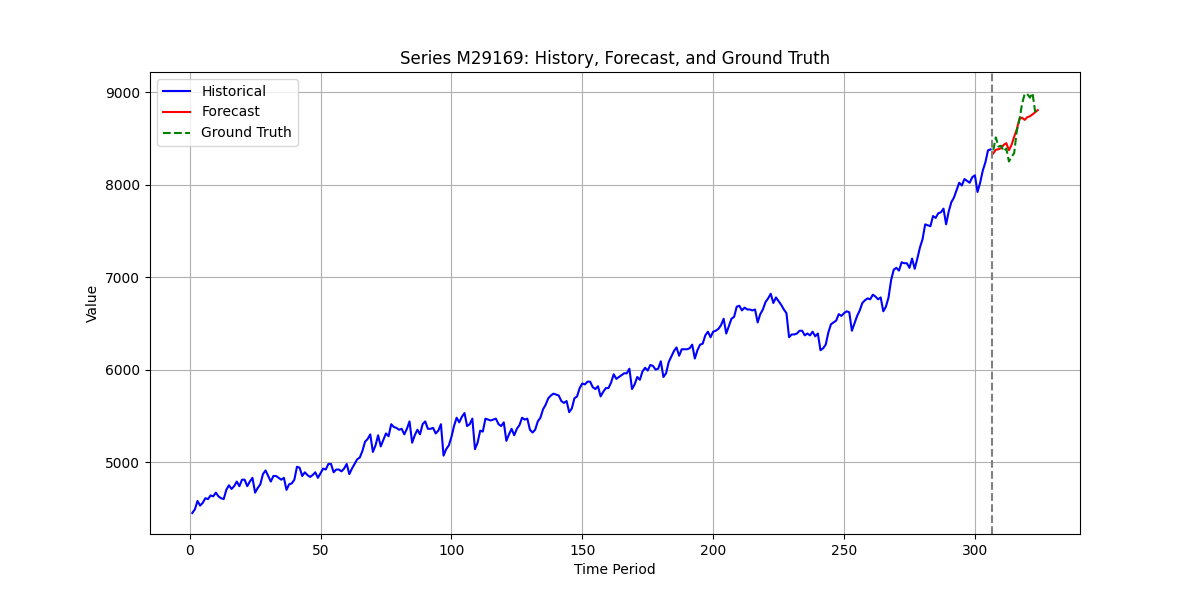 Series M29169: History, Forecast, and Ground Truth
Historical
Forecast
Ground Truth
9000
8000
7000
6000
5000
Value
0 50 100 150 200 250 300
Time Period